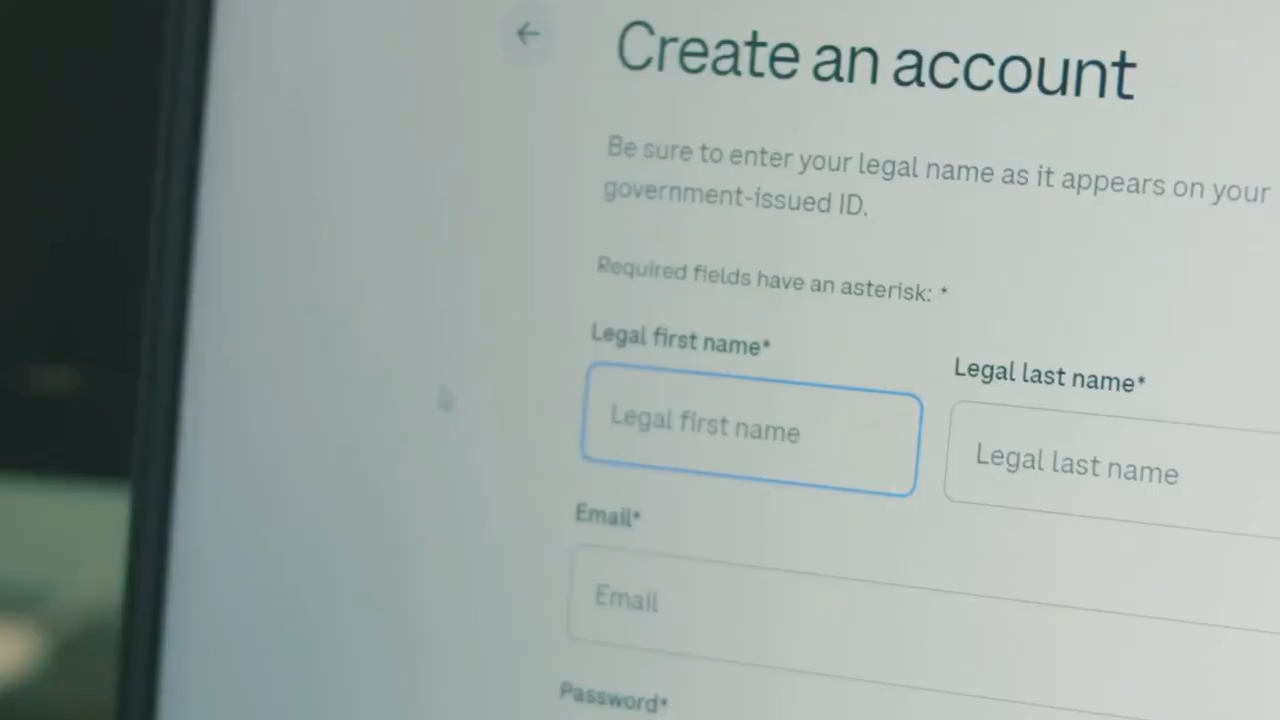 Create an account
Be sure to enter your legal name as it appears on your
government-issued ID.
Required fields have an asterisk: *
Legal first name*
Legal last name*
Legal first name
Legal last name
Email*
Email
Password*